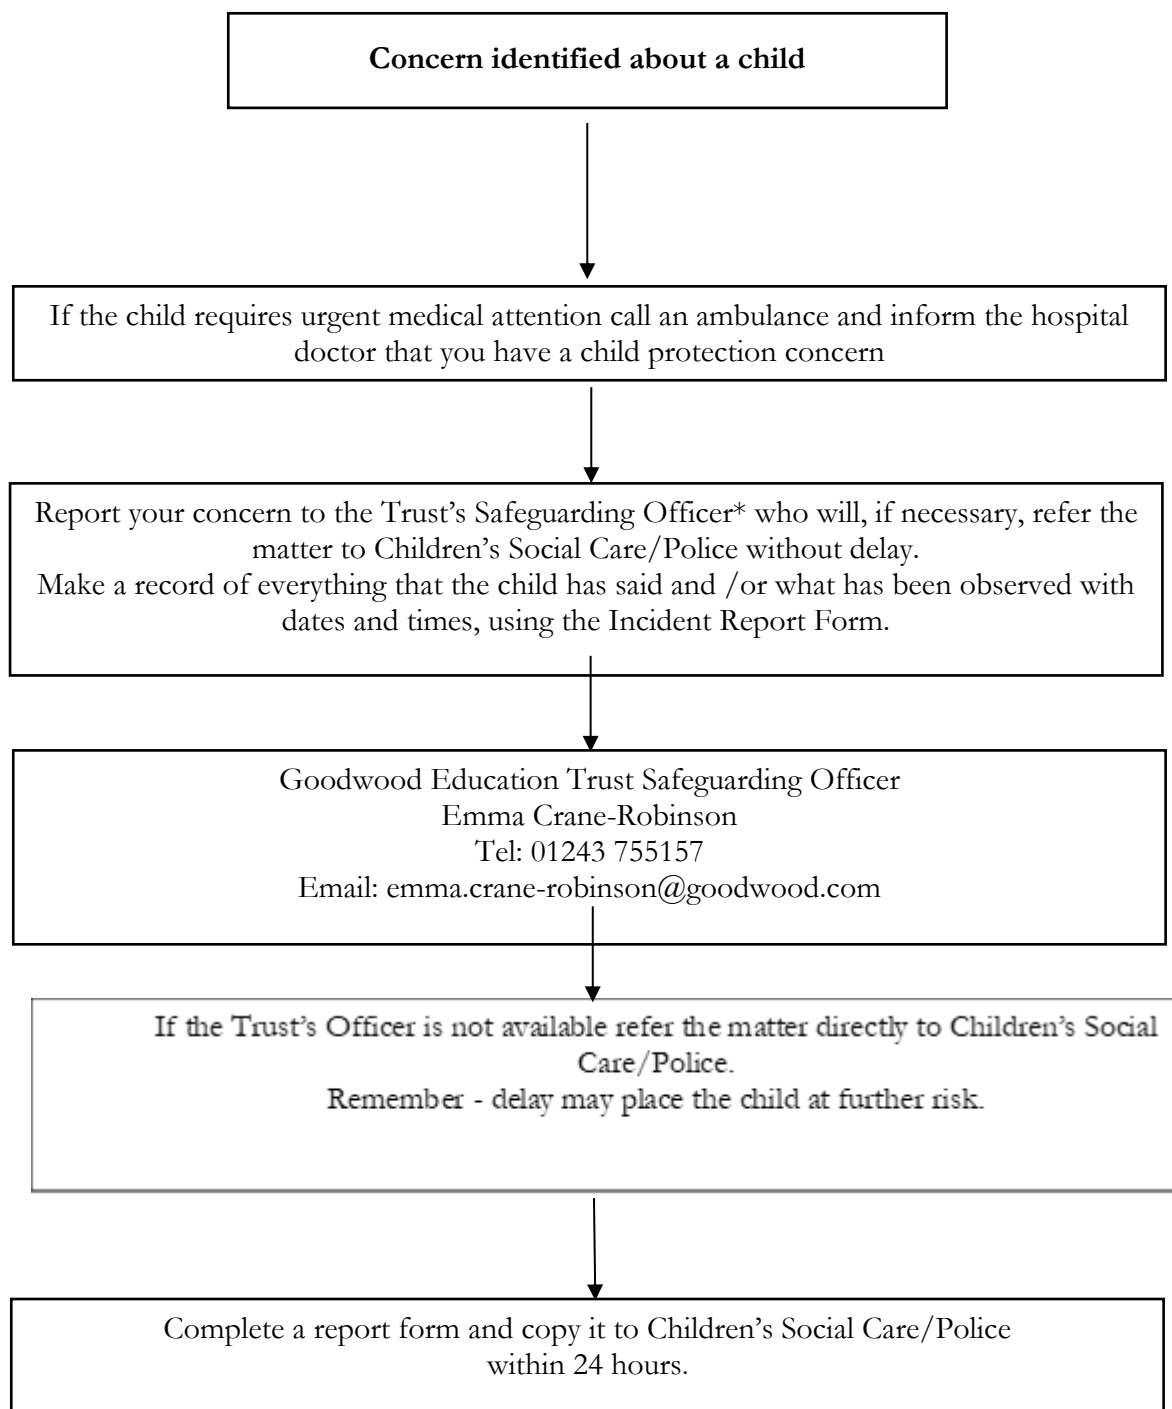 Concern identified about a child
If the child requires urgent medical attention call an ambulance and inform the hospital
doctor that you have a child protection concern
Report your concern to the Trust's Safeguarding Officer* who will, if necessary, refer the
matter to Children's Social Care/Police without delay.
Make a record of everything that the child has said and /or what has been observed with
dates and times, using the Incident Report Form.
Goodwood Education Trust Safeguarding Officer
Emma Crane-Robinson
Tel: 01243 755157
Email: emma.crane-robinson@goodwood.com
If the Trust's Officer is not available refer the matter directly to Children's Social
Care/Police.
Remember - delay may place the child at further risk.
Complete a report form and copy it to Children's Social Care/Police
within 24 hours.